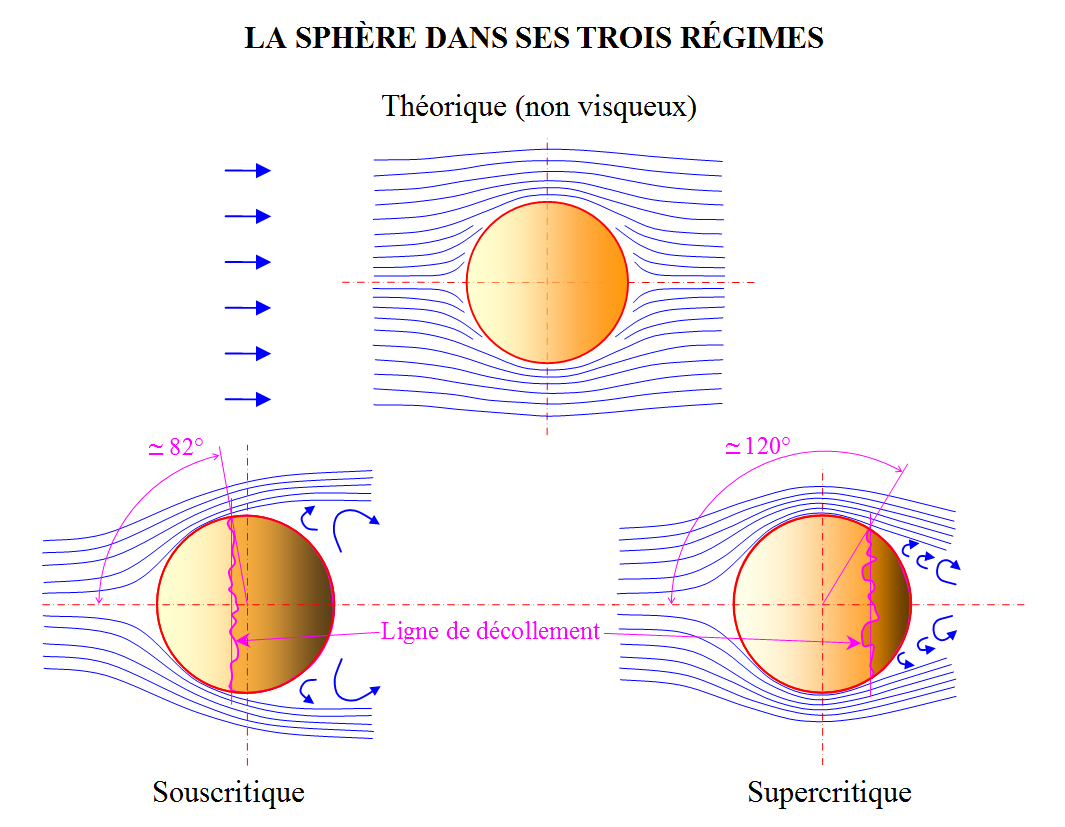 LA SPHÈRE DANS SES TROIS RÉGIMES
Théorique (non visqueux)
≃ 82°
≃ 120°
Ligne de décollement
Souscritique
Supercritique